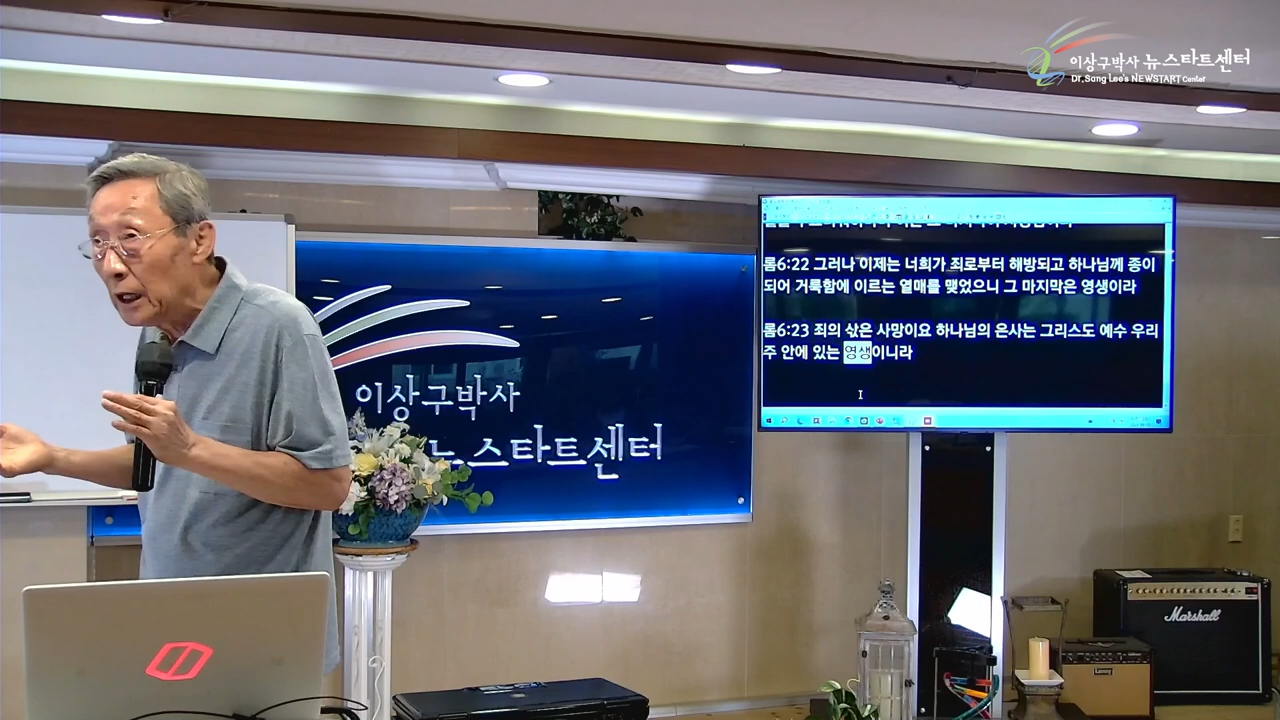 이상구박사 뉴스타트센터
Dr. Sang Lee's NEWSTART Center
롬6:22 그러나 이제는 너희가 죄로부터 해방되고 하나님께 종이
되어 거룩함에 이르는 열매를 맺었으니 그 마지막은 영생이라
롬6:23 죄의 삯은 사망이요 하나님의 은사는 그리스도 예수 우리
주 안에 있는 영생이니라
이상구박사
뉴스타트센터
Marshall
Laney